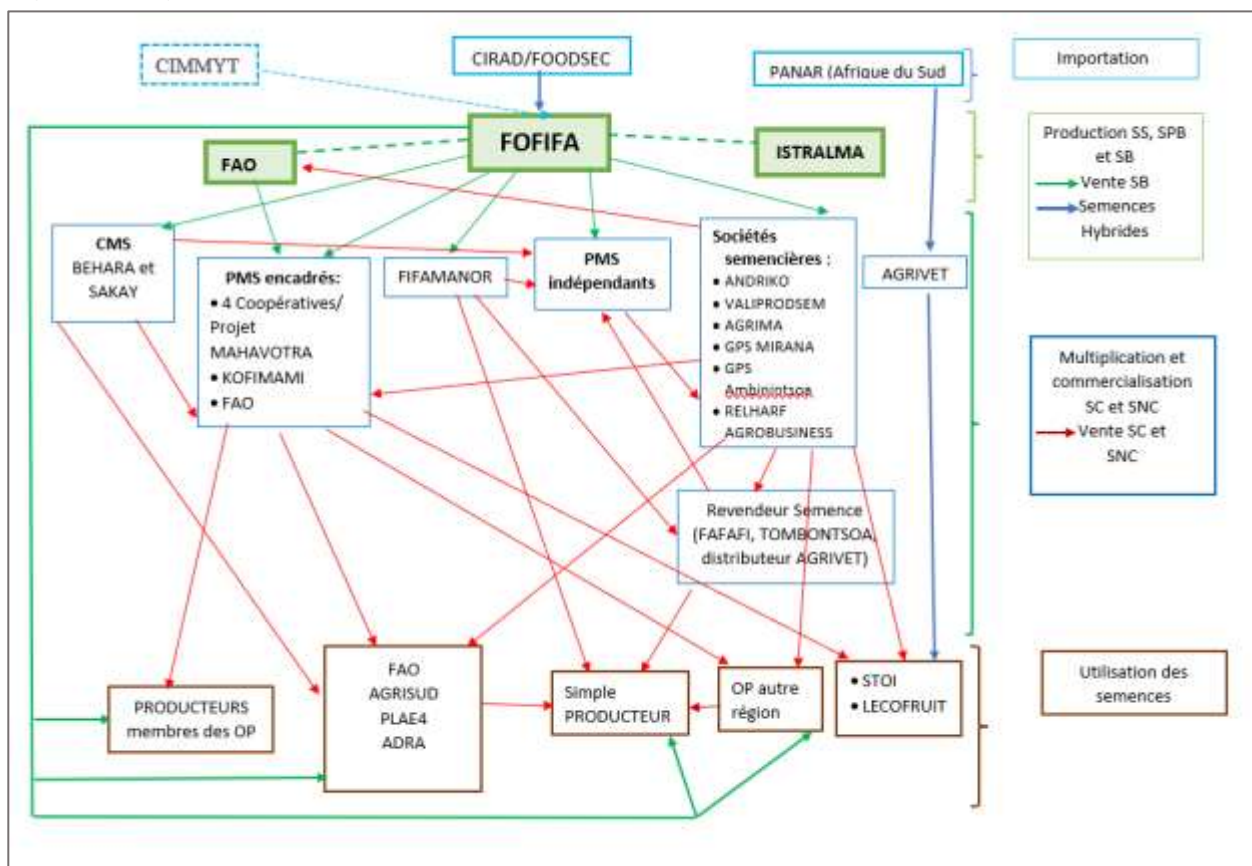 CIMMYT
CIRAD/FOODSEC
PANAR (Afrique du Sud
Importation
FOFIFA
FAO
ISTRALMA
Production SS, SPB
et SB
Vente SB
Semences
Hybrides
CMS
BEHARA et
SAKAY
PMS encadrés:
• 4 Coopératives/
Projet
MAHAVOTRA
• KOFIMAMI
• FAO
FIFAMANOR
PMS
indépendants
Sociétés
semencières :
• ANDRIKO
• VALIPRODSEM
• AGRIMA
• GPS MIRANA
• GPS
Ambinintsoa
• RELHARF
AGROBUSINESS
AGRIVET
Multiplication et
commercialisation
SC et SNC
Vente SC et
SNC
Revendeur Semence
(FAFAFI, TOMBONTSOA,
distributeur AGRIVET)
PRODUCTEURS
membres des OP
FAO
AGRISUD
PLAE4
ADRA
Simple
PRODUCTEUR
OP autre
région
• STOI
• LECOFRUIT
Utilisation des
semences